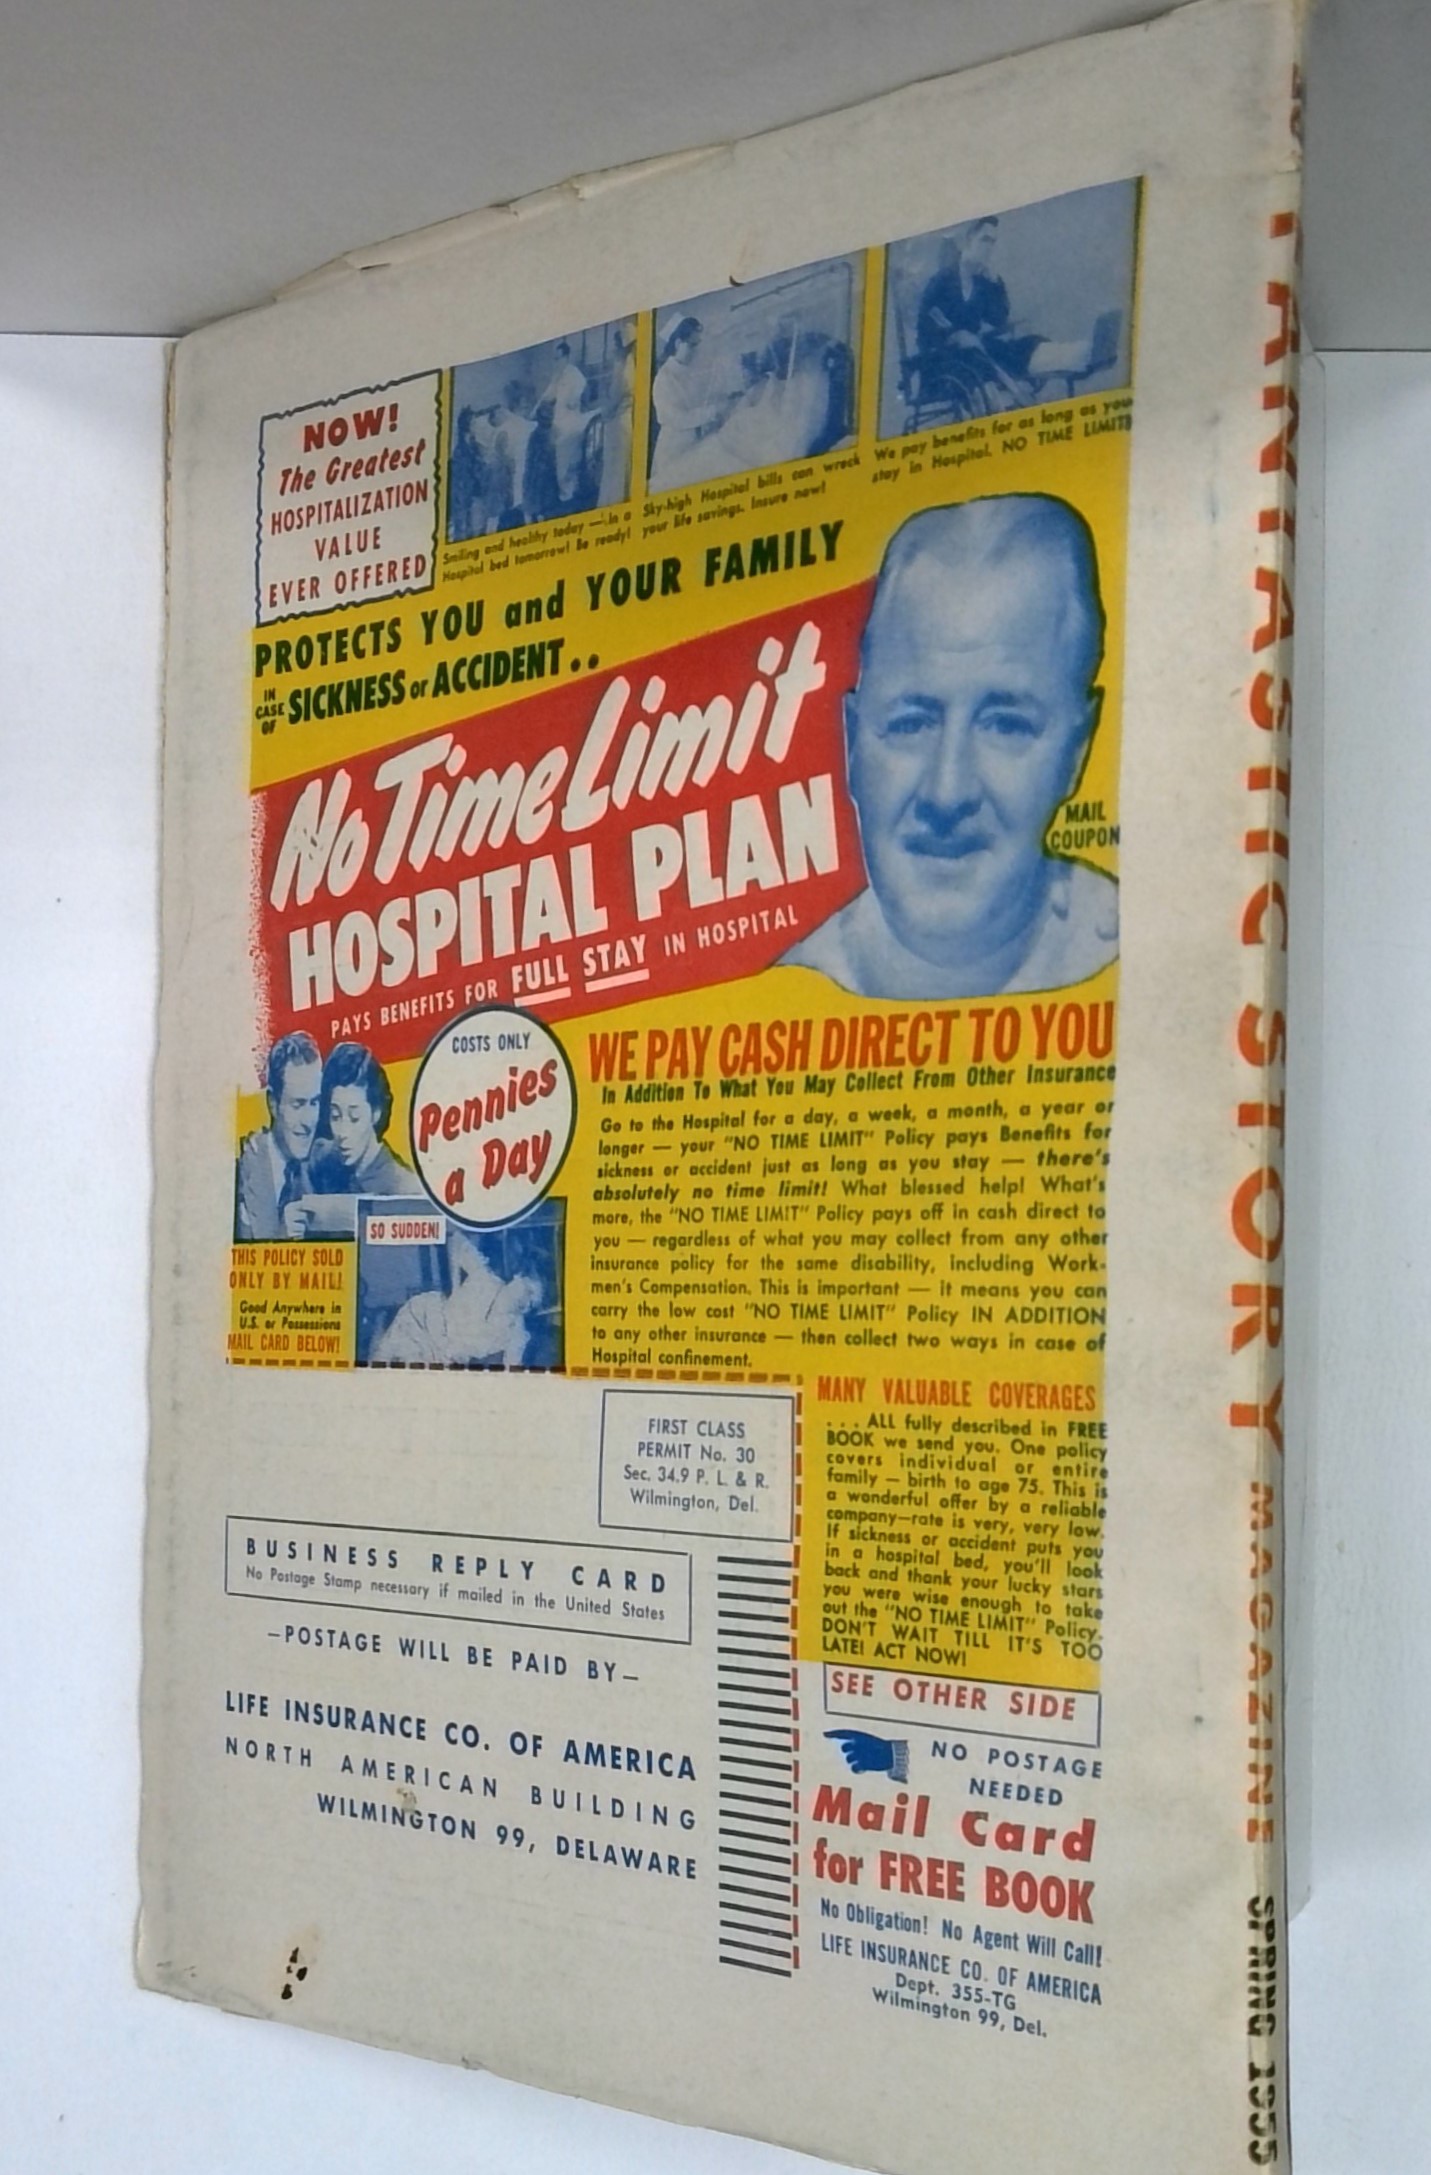 NOW!
The Greatest
HOSPITALIZATION
VALUE
EVER OFFERED
Smiling and healthy today — in a
Hospital bed tomorrow! Be ready!
Sky-high Hospital bills can wreck
your life savings. Insure now!
We pay benefits for as long as you
stay in Hospital. NO TIME LIMIT!
PROTECTS YOU and YOUR FAMILY
IN CASE OF SICKNESS or ACCIDENT..
No Time Limit
HOSPITAL PLAN
PAYS BENEFITS FOR FULL STAY IN HOSPITAL
MAIL
COUPON
COSTS ONLY
Pennies
a Day
SO SUDDEN!
THIS POLICY SOLD
ONLY BY MAIL!
Good Anywhere in
U.S. or Possessions
MAIL CARD BELOW!
WE PAY CASH DIRECT TO YOU
In Addition To What You May Collect From Other Insurance
Go to the Hospital for a day, a week, a month, a year or
longer — your "NO TIME LIMIT" Policy pays Benefits for
sickness or accident just as long as you stay — there's
absolutely no time limit! What blessed help! What's
more, the "NO TIME LIMIT" Policy pays off in cash direct to
you — regardless of what you may collect from any other
insurance policy for the same disability, including Work-
men's Compensation. This is important — it means you can
carry the low cost "NO TIME LIMIT" Policy IN ADDITION
to any other insurance — then collect two ways in case of
Hospital confinement.
MANY VALUABLE COVERAGES
. . . ALL fully described in FREE
BOOK we send you. One policy
covers individual or entire
family — birth to age 75. This is
a wonderful offer by a reliable
company—rate is very, very low.
If sickness or accident puts you
in a hospital bed, you'll look
back and thank your lucky stars
you were wise enough to take
out the "NO TIME LIMIT" Policy.
DON'T WAIT TILL IT'S TOO
LATE! ACT NOW!
FIRST CLASS
PERMIT No. 30
Sec. 34.9 P. L. & R.
Wilmington, Del.
BUSINESS REPLY CARD
No Postage Stamp necessary if mailed in the United States
—POSTAGE WILL BE PAID BY—
LIFE INSURANCE CO. OF AMERICA
NORTH AMERICAN BUILDING
WILMINGTON 99, DELAWARE
SEE OTHER SIDE
NO POSTAGE
NEEDED
Mail Card
for FREE BOOK
No Obligation! No Agent Will Call!
LIFE INSURANCE CO. OF AMERICA
Dept. 355-TG
Wilmington 99, Del.
FANTASTIC STORY MAGAZINE SPRING 1955